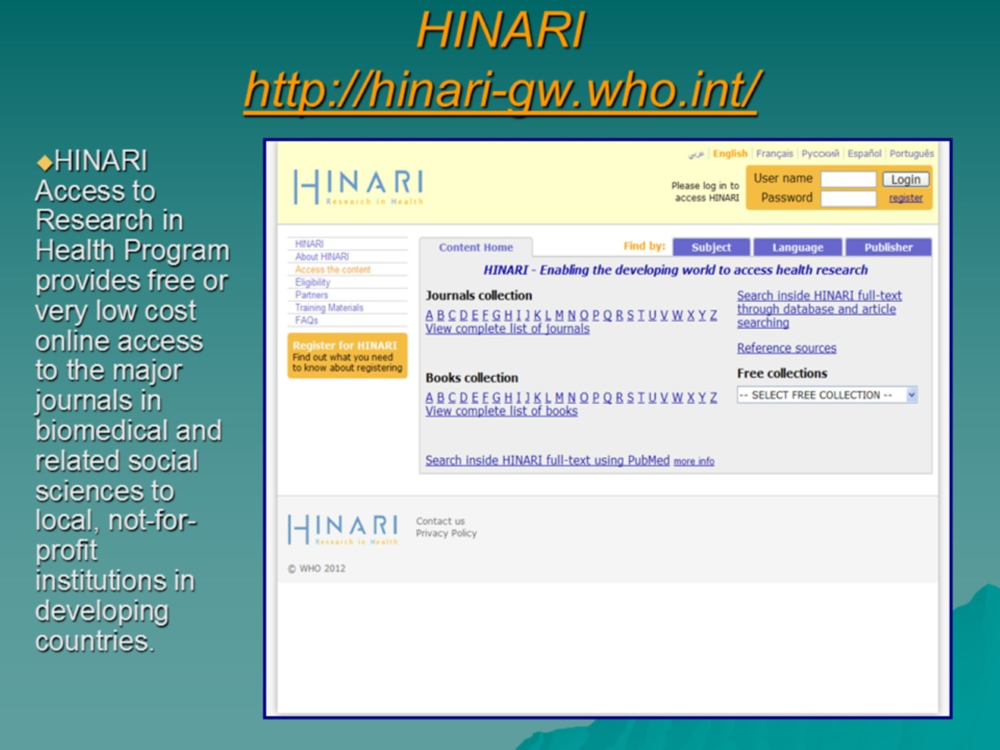 HINARI
http://hinari-gw.who.int/
◆HINARI
Access to
Research in
Health Program
provides free or
very low cost
online access
to the major
journals in
biomedical and
related social
sciences to
local, not-for-
profit
institutions in
developing
countries.
عربي | English | Français | Русский | Español | Português
HINARI
Research in Health
Please log in to
access HINARI
User name
Login
Password
register
HINARI
About HINARI
Access the content
Eligibility
Partners
Training Materials
FAQs
Register for HINARI
Find out what you need
to know about registering
Content Home
Find by:
Subject
Language
Publisher
HINARI - Enabling the developing world to access health research
Journals collection
A B C D E F G H I J K L M N O P Q R S T U V W X Y Z
View complete list of journals
Books collection
A B C D E F G H I J K L M N O P Q R S T U V W X Y Z
View complete list of books
Search inside HINARI full-text using PubMed more info
Search inside HINARI full-text
through database and article
searching
Reference sources
Free collections
-- SELECT FREE COLLECTION --
HINARI
Research in Health
Contact us
Privacy Policy
© WHO 2012